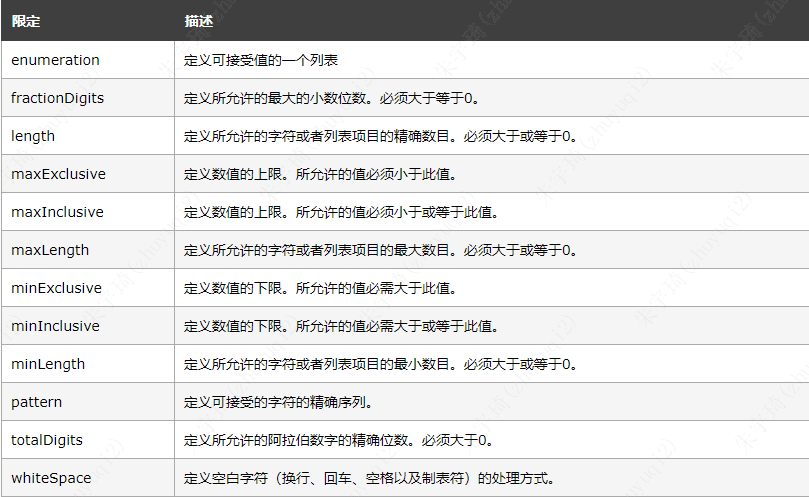 限定 描述
enumeration 定义可接受值的一个列表
fractionDigits 定义所允许的最大的小数位数。必须大于等于0。
length 定义所允许的字符或者列表项目的精确数目。必须大于或等于0。
maxExclusive 定义数值的上限。所允许的值必须小于此值。
maxInclusive 定义数值的上限。所允许的值必须小于或等于此值。
maxLength 定义所允许的字符或者列表项目的最大数目。必须大于或等于0。
minExclusive 定义数值的下限。所允许的值必需大于此值。
minInclusive 定义数值的下限。所允许的值必需大于或等于此值。
minLength 定义所允许的字符或者列表项目的最小数目。必须大于或等于0。
pattern 定义可接受的字符的精确序列。
totalDigits 定义所允许的阿拉伯数字的精确位数。必须大于0。
whiteSpace 定义空白字符（换行、回车、空格以及制表符）的处理方式。
朱宇琦(zhuyuqi2)